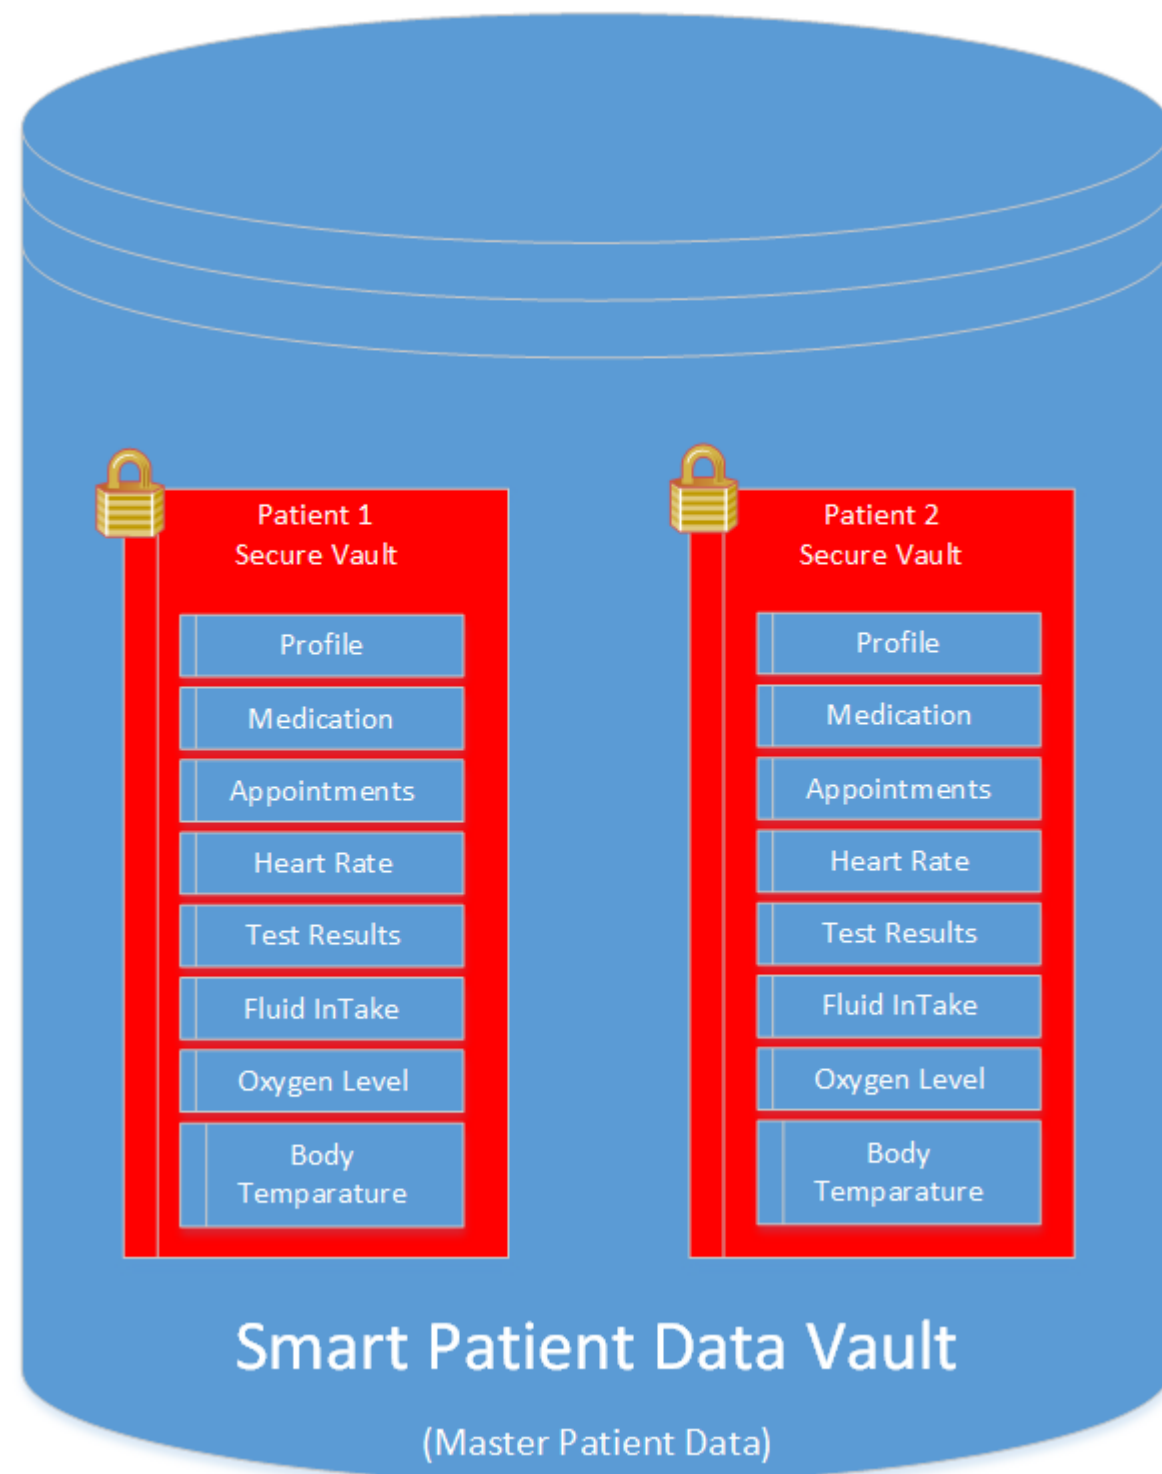 Patient 1
Secure Vault
Profile
Medication
Appointments
Heart Rate
Test Results
Fluid InTake
Oxygen Level
Body
Temparature
Patient 2
Secure Vault
Profile
Medication
Appointments
Heart Rate
Test Results
Fluid InTake
Oxygen Level
Body
Temparature
Smart Patient Data Vault
(Master Patient Data)